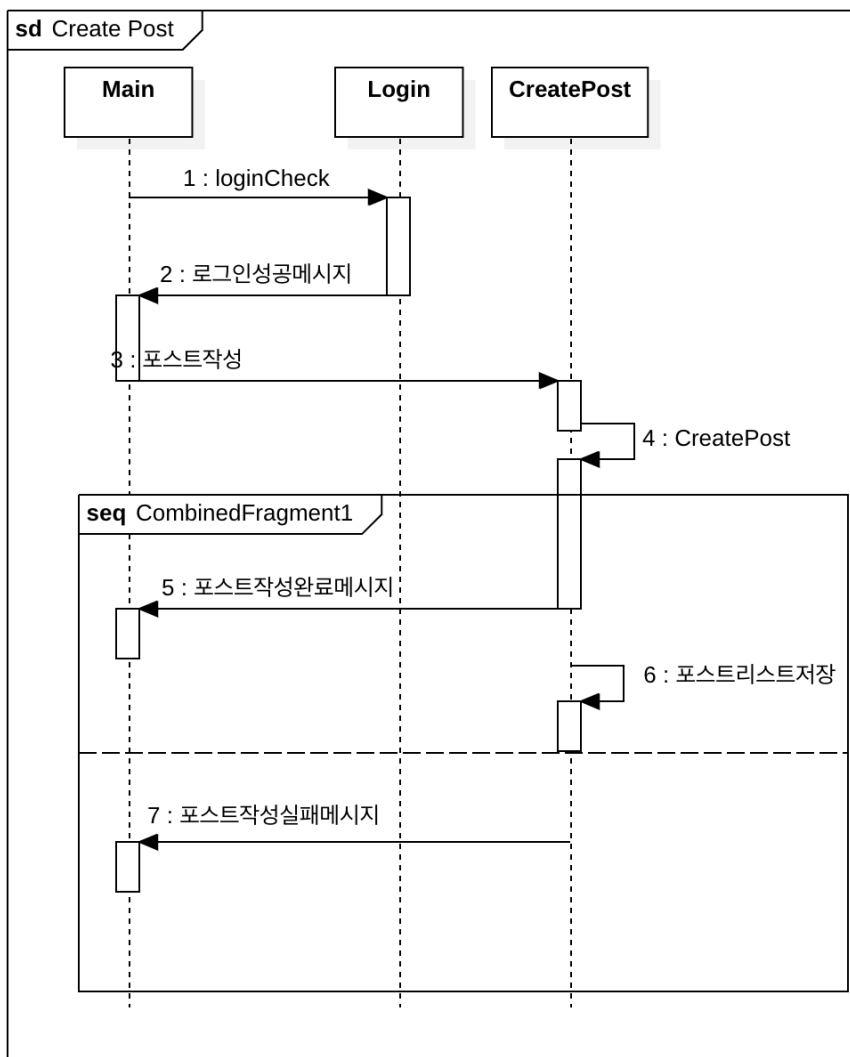 sd Create Post
Main
Login
CreatePost
1 : loginCheck
2 : 로그인성공메시지
3 : 포스트작성
4 : CreatePost
seq CombinedFragment1
5 : 포스트작성완료메시지
6 : 포스트리스트저장
7 : 포스트작성실패메시지